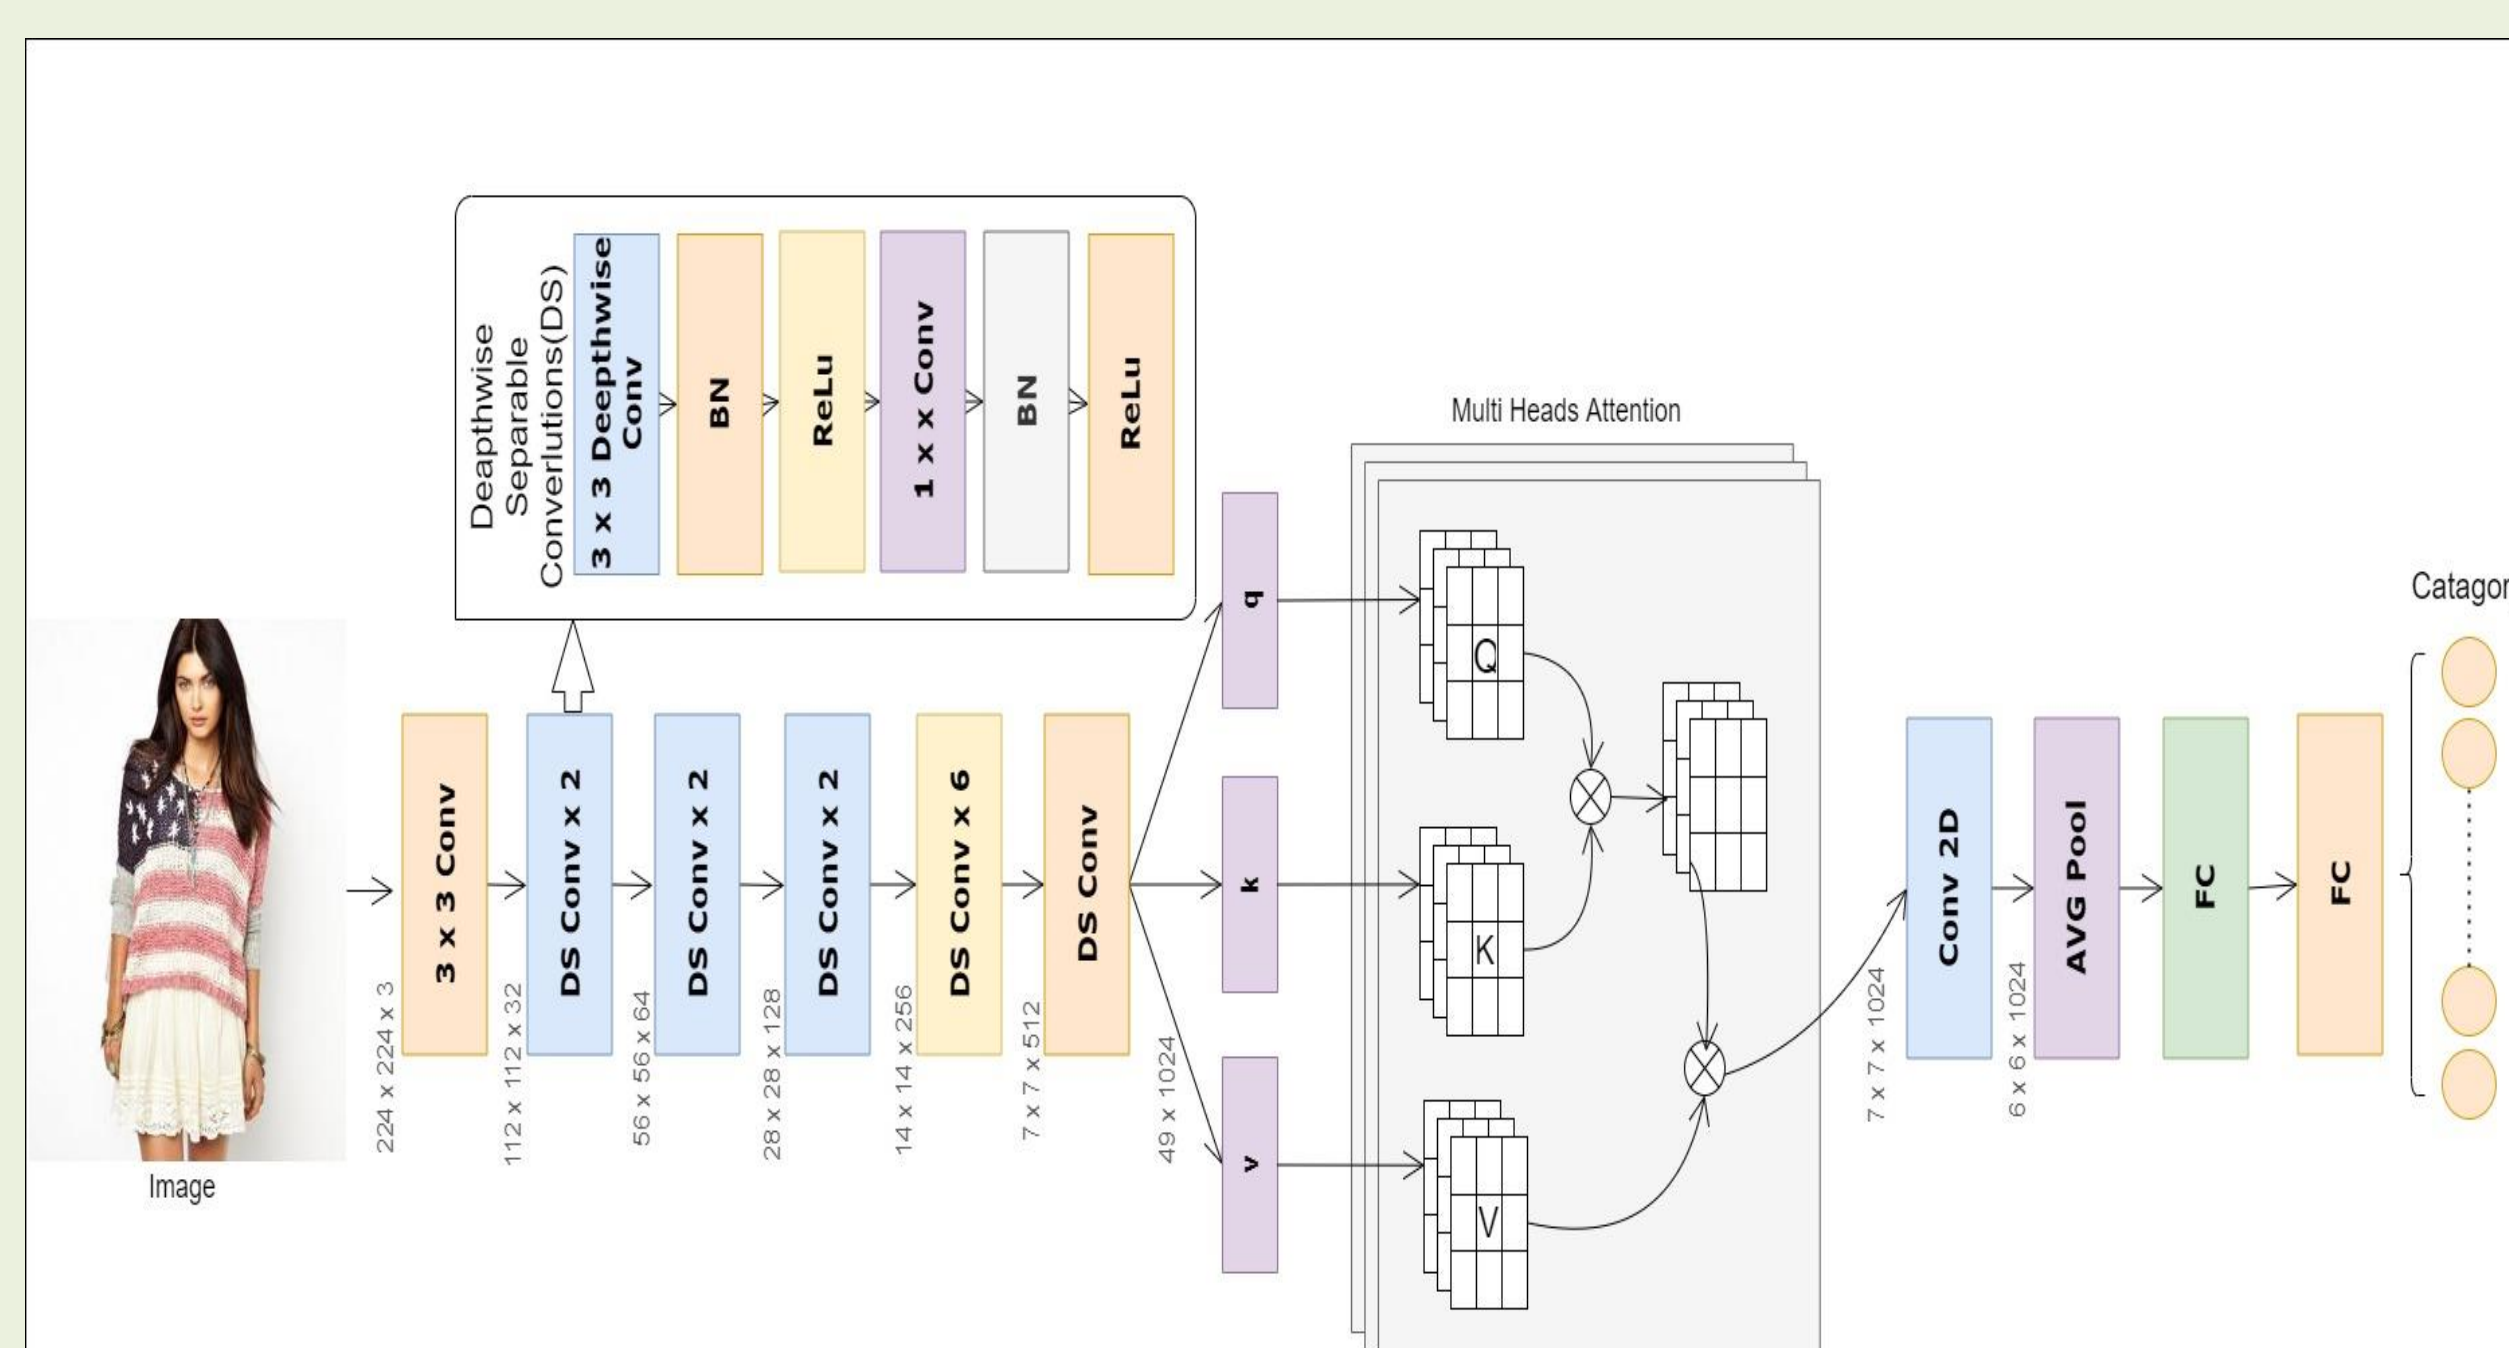 Deapthwise
Separable
Converlutions(DS)
3 x 3 Deepthwise
Conv
BN
ReLu
1 x x Conv
BN
ReLu
Image
224 x 224 x 3
3 x 3 Conv
112 x 112 x 32
DS Conv x 2
56 x 56 x 64
DS Conv x 2
28 x 28 x 128
DS Conv x 2
14 x 14 x 256
DS Conv x 6
7 x 7 x 512
DS Conv
49 x 1024
q
k
v
Multi Heads Attention
Q
K
V
7 x 7 x 1024
Conv 2D
6 x 6 x 1024
AVG Pool
FC
FC
Catagor